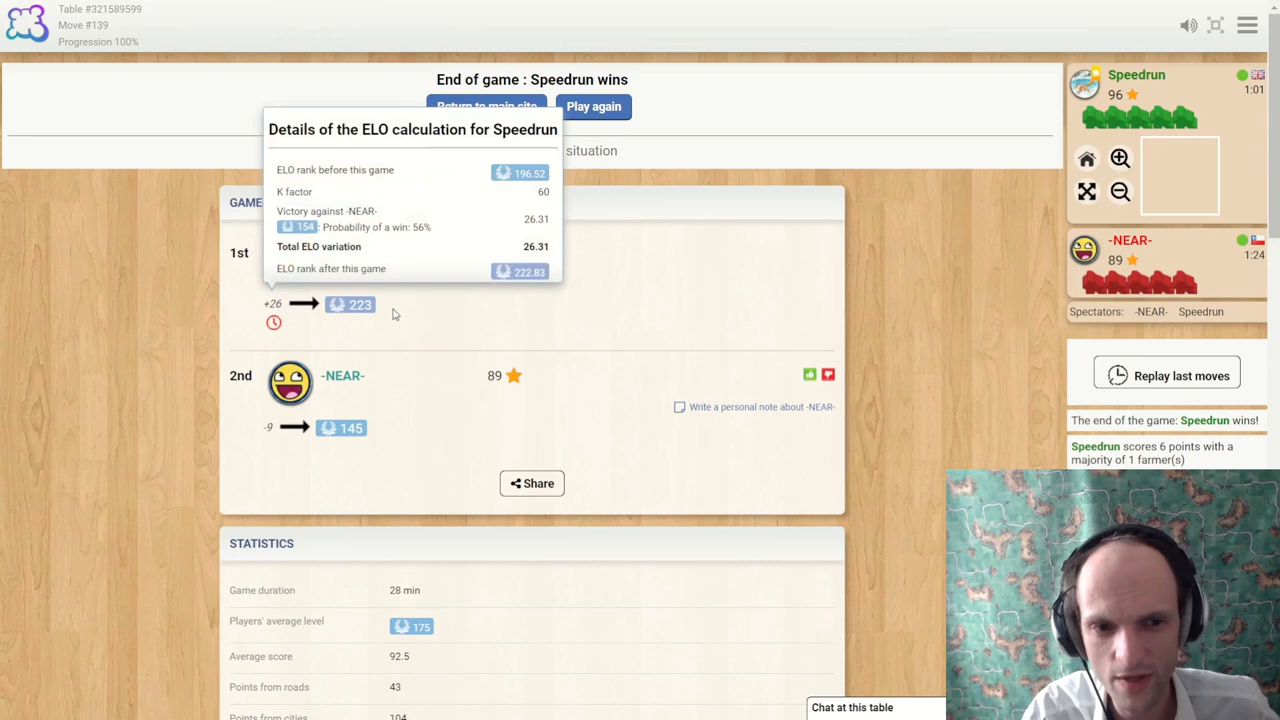 Table #321589599
Move #139
Progression 100%
End of game : Speedrun wins
Return to main site
Play again
situation
Details of the ELO calculation for Speedrun
ELO rank before this game 196.52
K factor 60
Victory against -NEAR-
154 : Probability of a win: 56% 26.31
Total ELO variation 26.31
ELO rank after this game 222.83
GAME
1st
+26 223
2nd -NEAR- 89
Write a personal note about -NEAR-
-9 145
Share
STATISTICS
Game duration 28 min
Players' average level 175
Average score 92.5
Points from roads 43
Points from cities 104
Speedrun
96 1:01
-NEAR-
89 1:24
Spectators: -NEAR- Speedrun
Replay last moves
The end of the game: Speedrun wins!
Speedrun scores 6 points with a
majority of 1 farmer(s)
Chat at this table